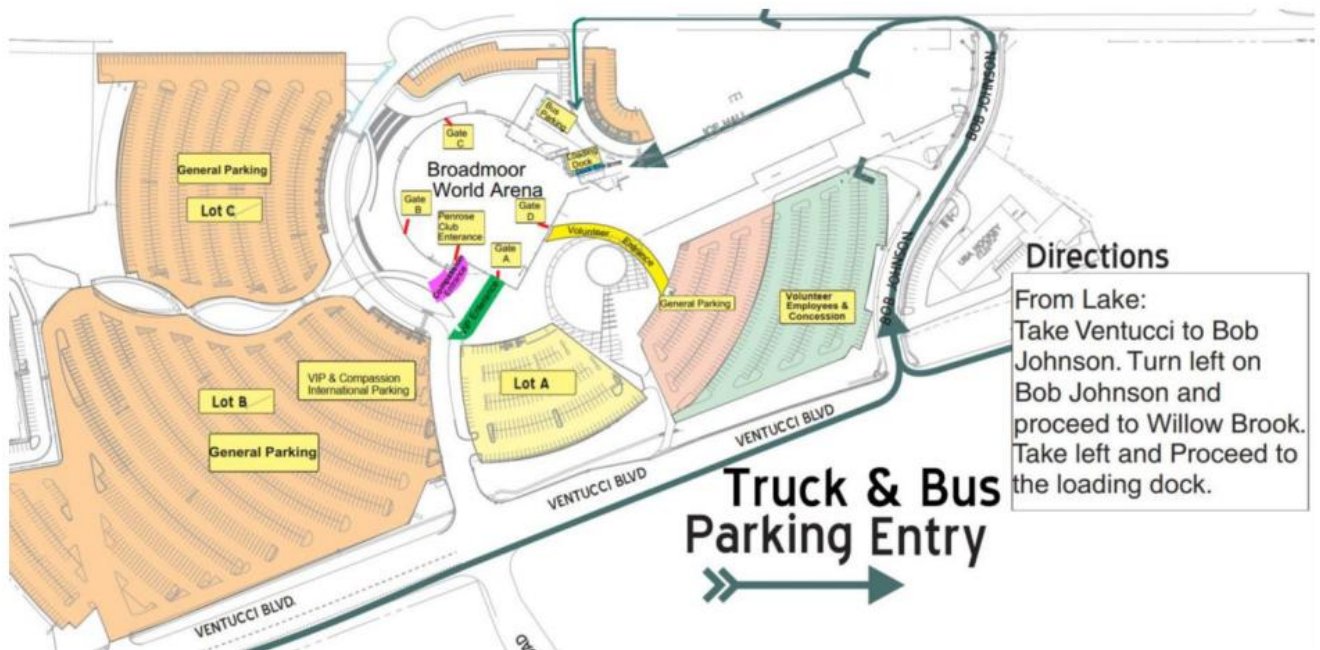 Bus
Parking
Loading
Dock
BOB JOHNSON
Gate
C
Broadmoor
World Arena
General Parking
Lot C
Gate
B
Penrose
Club
Enterance
Gate
D
Gate
A
Volunteer
Entrance
VIP Enterance
General Parking
Volunteer
Employees &
Concession
BOB JOHNSON
Directions
From Lake:
Take Ventucci to Bob
Johnson. Turn left on
Bob Johnson and
proceed to Willow Brook.
Take left and Proceed to
the loading dock.
VIP & Compassion
International Parking
Lot B
General Parking
Lot A
VENTUCCI BLVD
VENTUCCI BLVD
VENTUCCI BLVD.
Truck & Bus
Parking Entry